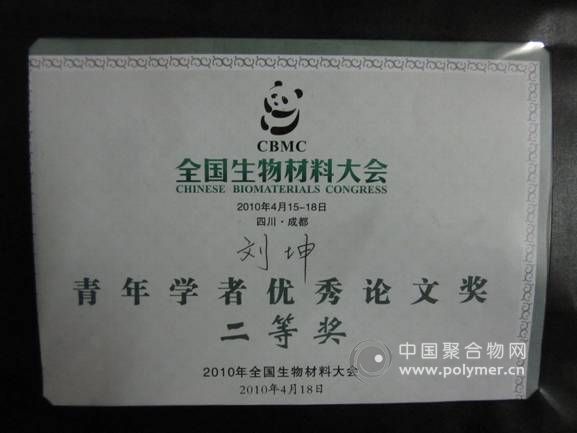 CBMC
全国生物材料大会
CHINESE BIOMATERIALS CONGRESS
2010年4月15-18日
四川·成都
刘坤
青年学者优秀论文奖
二等奖
2010年全国生物材料大会
2010年4月18日
中国聚合物网
www.polymer.cn